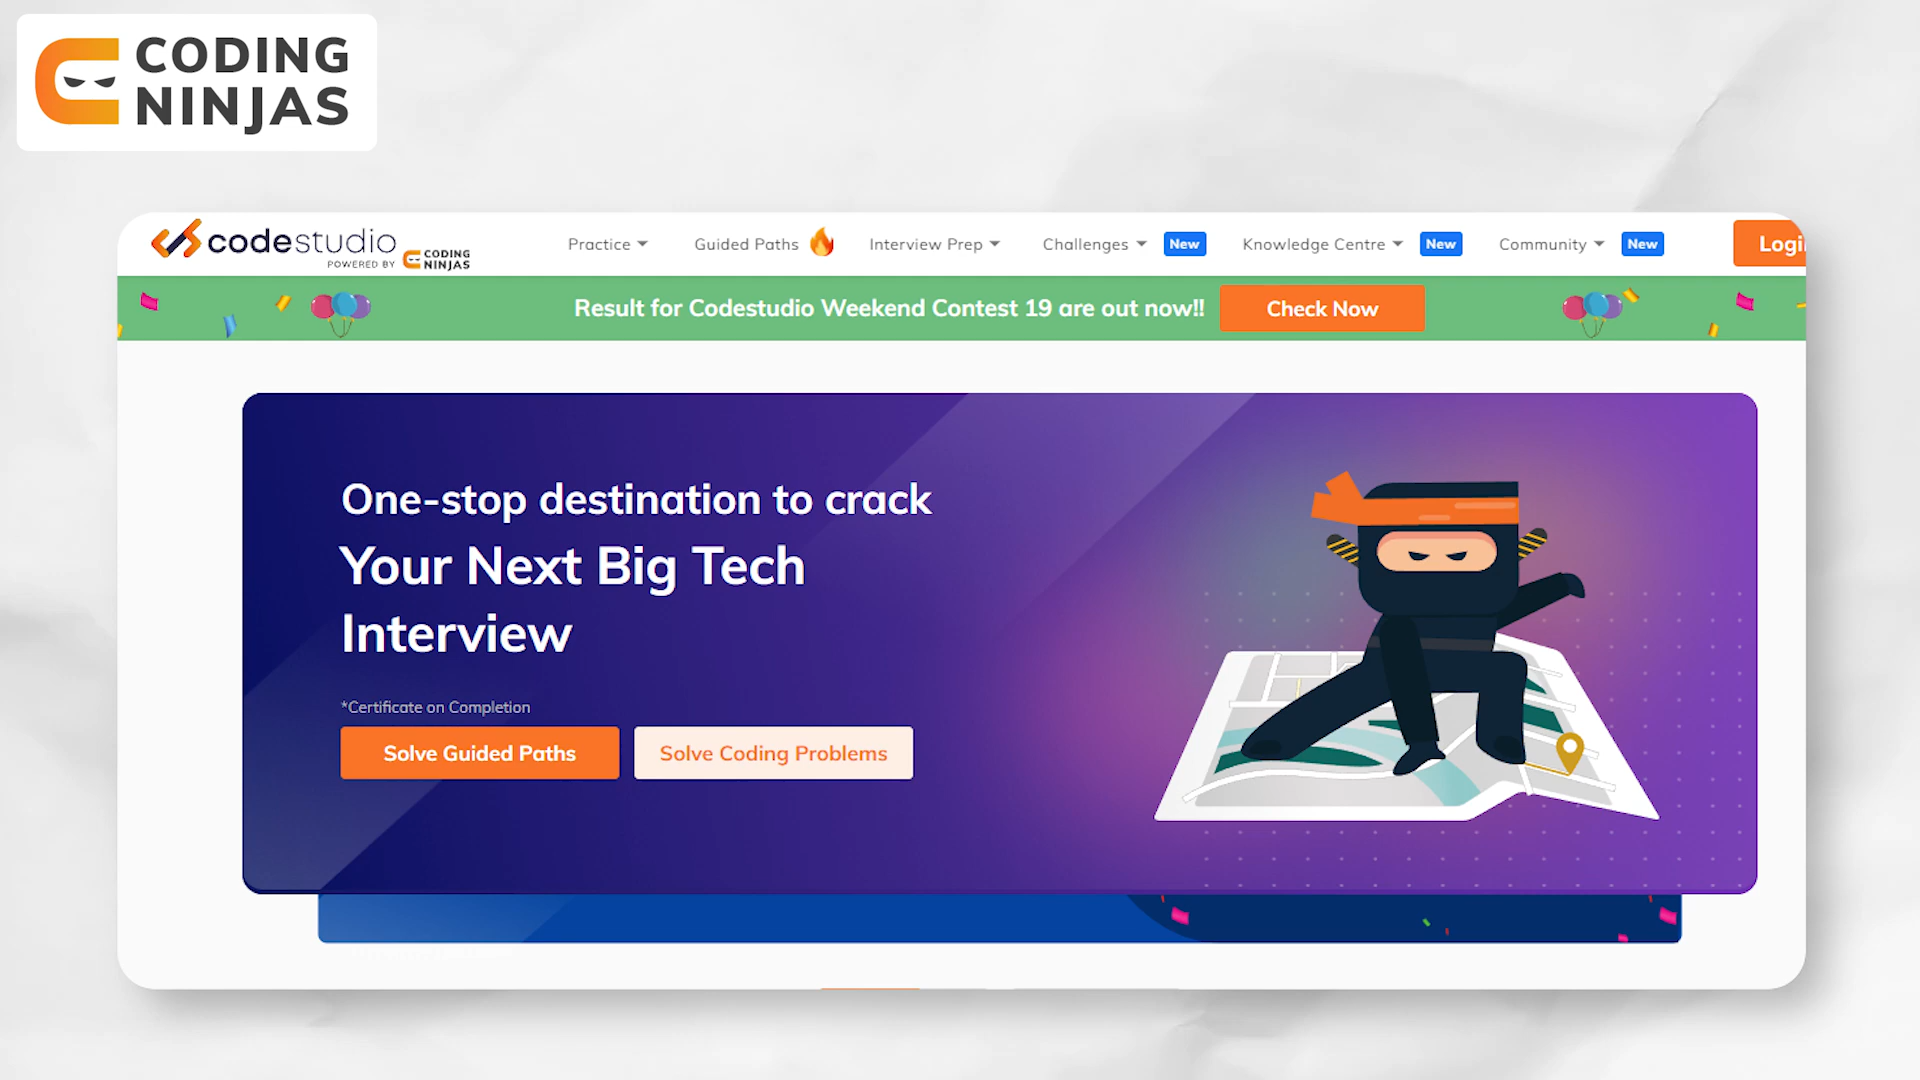 CODING
NINJAS
codestudio
POWERED BY CODING NINJAS
Practice
Guided Paths
Interview Prep
Challenges
New
Knowledge Centre
New
Community
New
Logi
Result for Codestudio Weekend Contest 19 are out now!!
Check Now
One-stop destination to crack
Your Next Big Tech
Interview
*Certificate on Completion
Solve Guided Paths
Solve Coding Problems